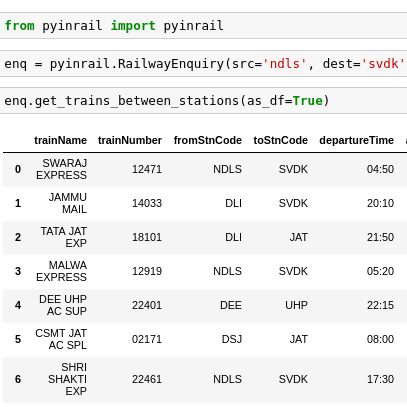 from pyinrail import pyinrail
enq = pyinrail.RailwayEnquiry(src='ndls', dest='svdk'
enq.get_trains_between_stations(as_df=True)
trainName trainNumber fromStnCode toStnCode departureTime
0 SWARAJ EXPRESS 12471 NDLS SVDK 04:50
1 JAMMU MAIL 14033 DLI SVDK 20:10
2 TATA JAT EXP 18101 DLI JAT 21:50
3 MALWA EXPRESS 12919 NDLS SVDK 05:20
4 DEE UHP AC SUP 22401 DEE UHP 22:15
5 CSMT JAT AC SPL 02171 DSJ JAT 08:00
6 SHRI SHAKTI EXP 22461 NDLS SVDK 17:30